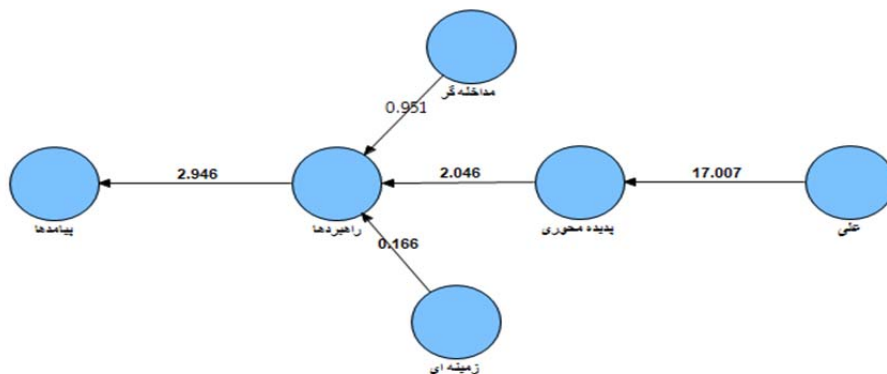 مداخله گر
0.951
2.946
2.046
17.007
پیامدها
راهبردها
پدیده محوری
علی
0.166
زمینه ای